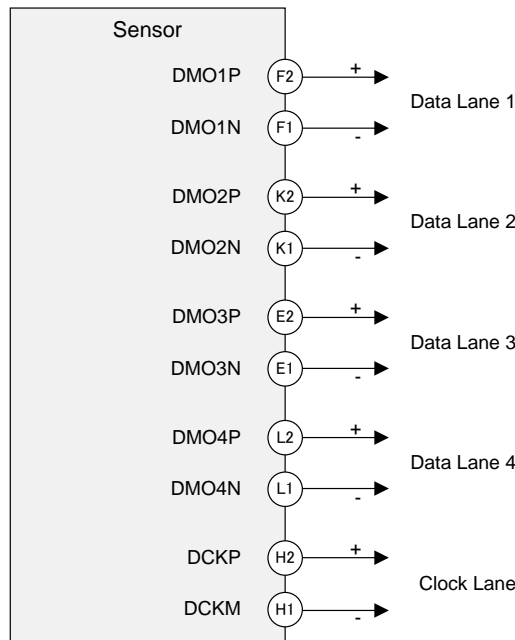 Sensor
DMO1P F2 +
Data Lane 1
DMO1N F1 -
DMO2P K2 +
Data Lane 2
DMO2N K1 -
DMO3P E2 +
Data Lane 3
DMO3N E1 -
DMO4P L2 +
Data Lane 4
DMO4N L1 -
DCKP H2 +
Clock Lane
DCKM H1 -